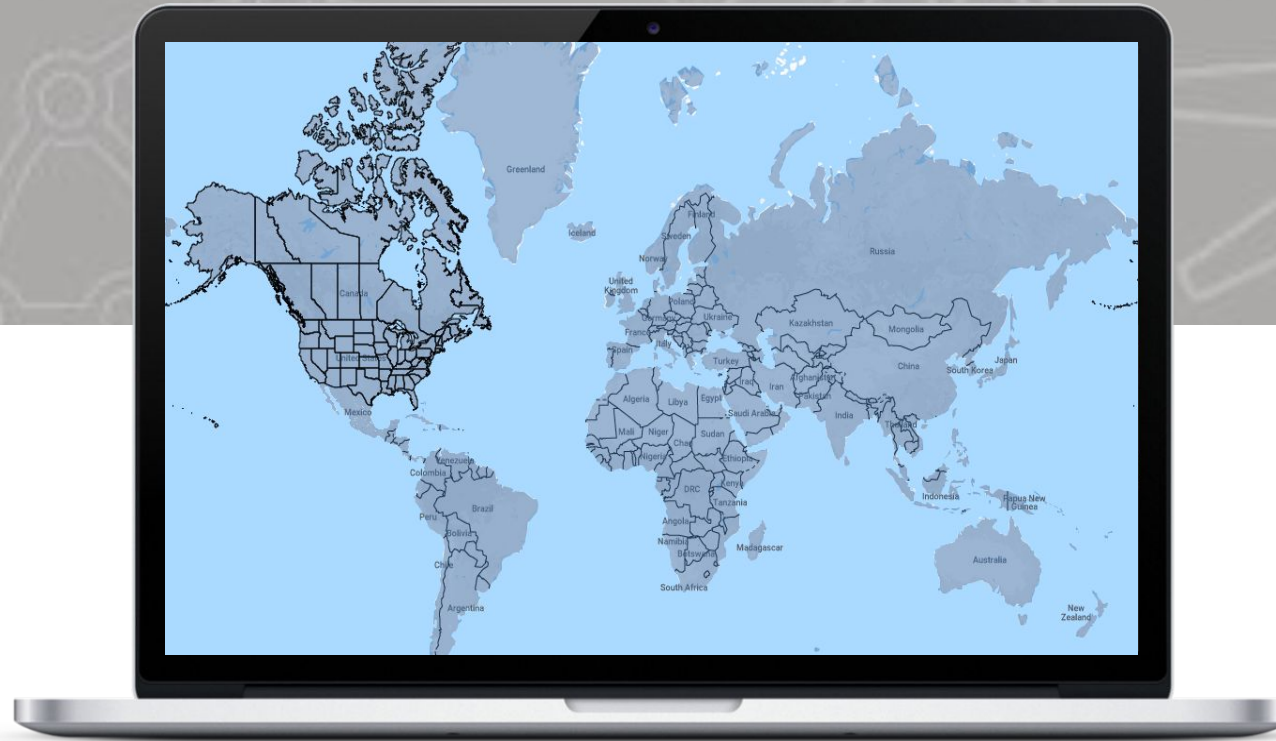 Greenland
Iceland
Finland
Sweden
Norway
Russia
United
Kingdom
Canada
Poland
Germany
Ukraine
Kazakhstan
Mongolia
France
Italy
Spain
United States
Turkey
China
Japan
South Korea
Iraq
Iran
Afghanistan
Pakistan
Algeria
Libya
Egypt
Saudi Arabia
India
Mexico
Mali
Niger
Chad
Sudan
Thailand
Nigeria
Ethiopia
Venezuela
Colombia
DRC
Kenya
Indonesia
Papua New
Guinea
Tanzania
Brazil
Peru
Angola
Bolivia
Namibia
Botswana
Madagascar
Australia
Chile
South Africa
Argentina
New
Zealand